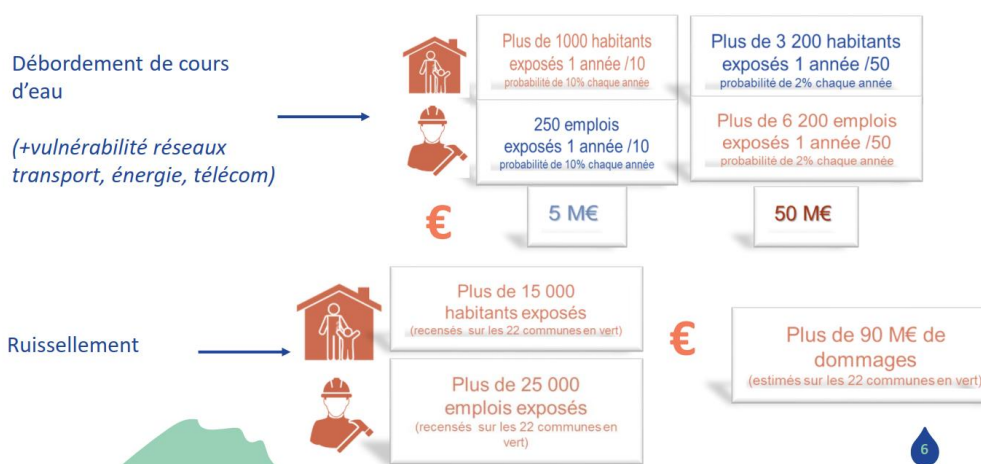 Débordement de cours
d'eau
(+vulnérabilité réseaux
transport, énergie, télécom)
Plus de 1000 habitants
exposés 1 année /10
probabilité de 10% chaque année
Plus de 3 200 habitants
exposés 1 année /50
probabilité de 2% chaque année
250 emplois
exposés 1 année /10
probabilité de 10% chaque année
Plus de 6 200 emplois
exposés 1 année /50
probabilité de 2% chaque année
€
5 M€
50 M€
Ruissellement
Plus de 15 000
habitants exposés
(recensés sur les 22 communes en vert)
Plus de 25 000
emplois exposés
(recensés sur les 22 communes en
vert)
€
Plus de 90 M€ de
dommages
(estimés sur les 22 communes en vert)
6